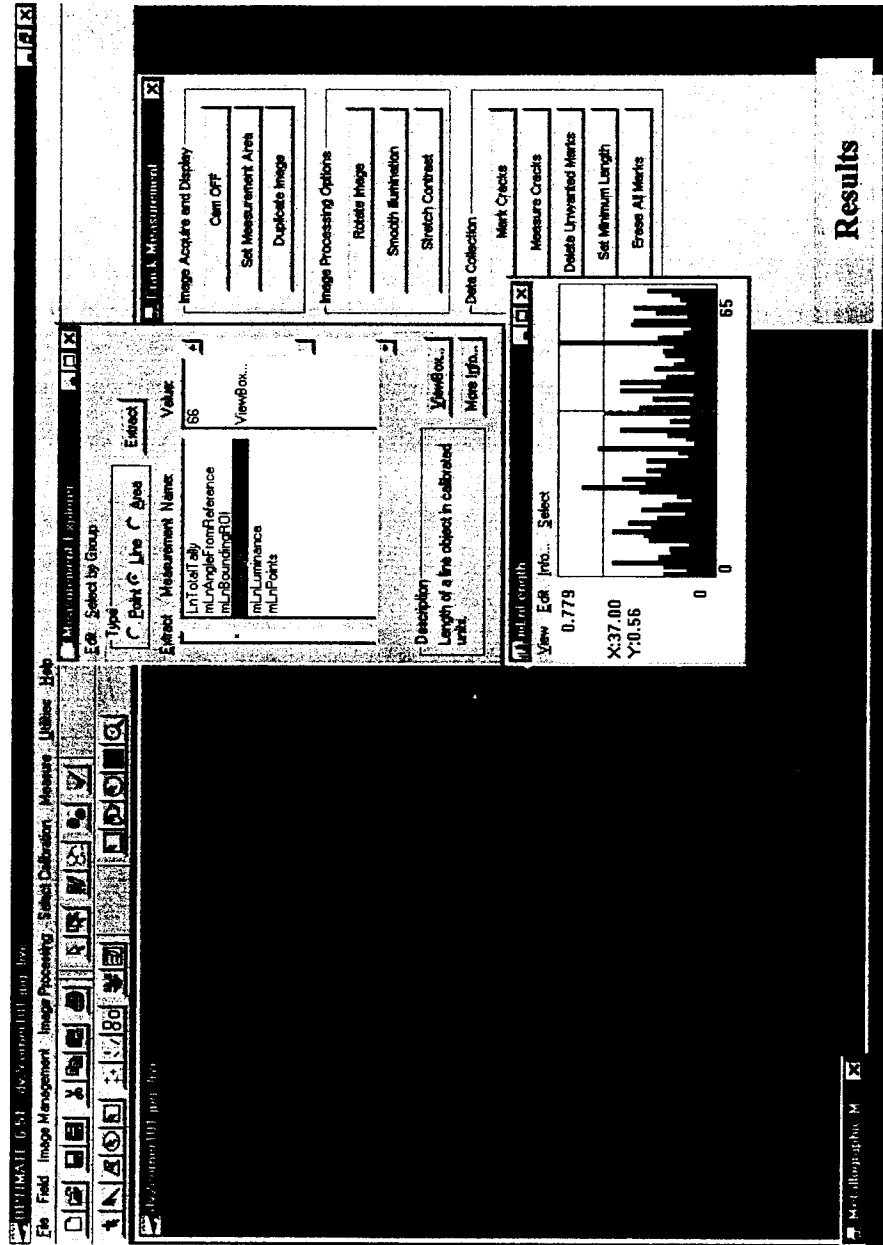 File Field Image Management Image Processing Select Calibration Measure Utilities Help
Measurement Explorer
Edit Select by Group
Type
Point Line Area
Extract
Extract Measurement Name: Value:
LnTotalTally 66
mLnAngleFromReference
mLnBoundingROI
ViewBox...
mLnLuminance
mLnPoints
Description
Length of a line object in calibrated
units.
ViewBox...
More Info...
View Edit Info... Select
0.779
X:37.00
Y:0.56
0
0 65
Crack Measurement
Image Acquire and Display
Cam OFF
Set Measurement Area
Duplicate Image
Image Processing Options
Rotate Image
Smooth Illumination
Stretch Contrast
Data Collection
Mark Cracks
Measure Cracks
Delete Unwanted Marks
Set Minimum Length
Erase All Marks
Results
Metallographic M